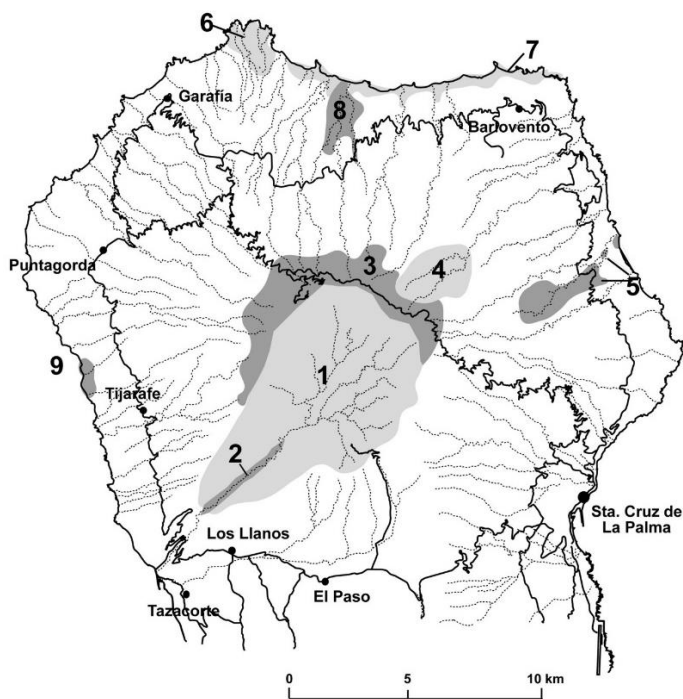 6
7
Garafía
8
Barlovento
Puntagorda
3
4
5
9
1
Tijarafe
2
Sta. Cruz de
La Palma
Los Llanos
El Paso
Tazacorte
0 5 10 km